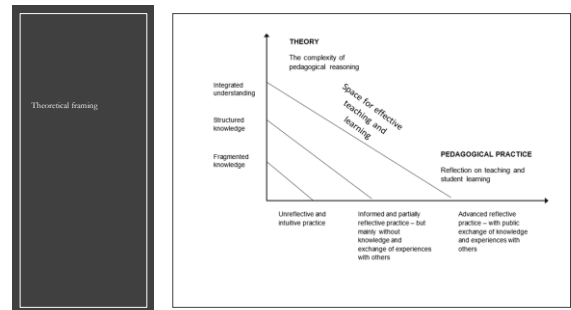 Theoretical framing
THEORY
The complexity of
pedagogical reasoning
Integrated
understanding
Structured
knowledge
Fragmented
knowledge
Space for effective
teaching and
learning
PEDAGOGICAL PRACTICE
Reflection on teaching and
student learning
Unreflective and
intuitive practice
Informed and partially
reflective practice – but
mainly without
knowledge and
exchange of experiences
with others
Advanced reflective
practice – with public
exchange of knowledge
and experiences with
others